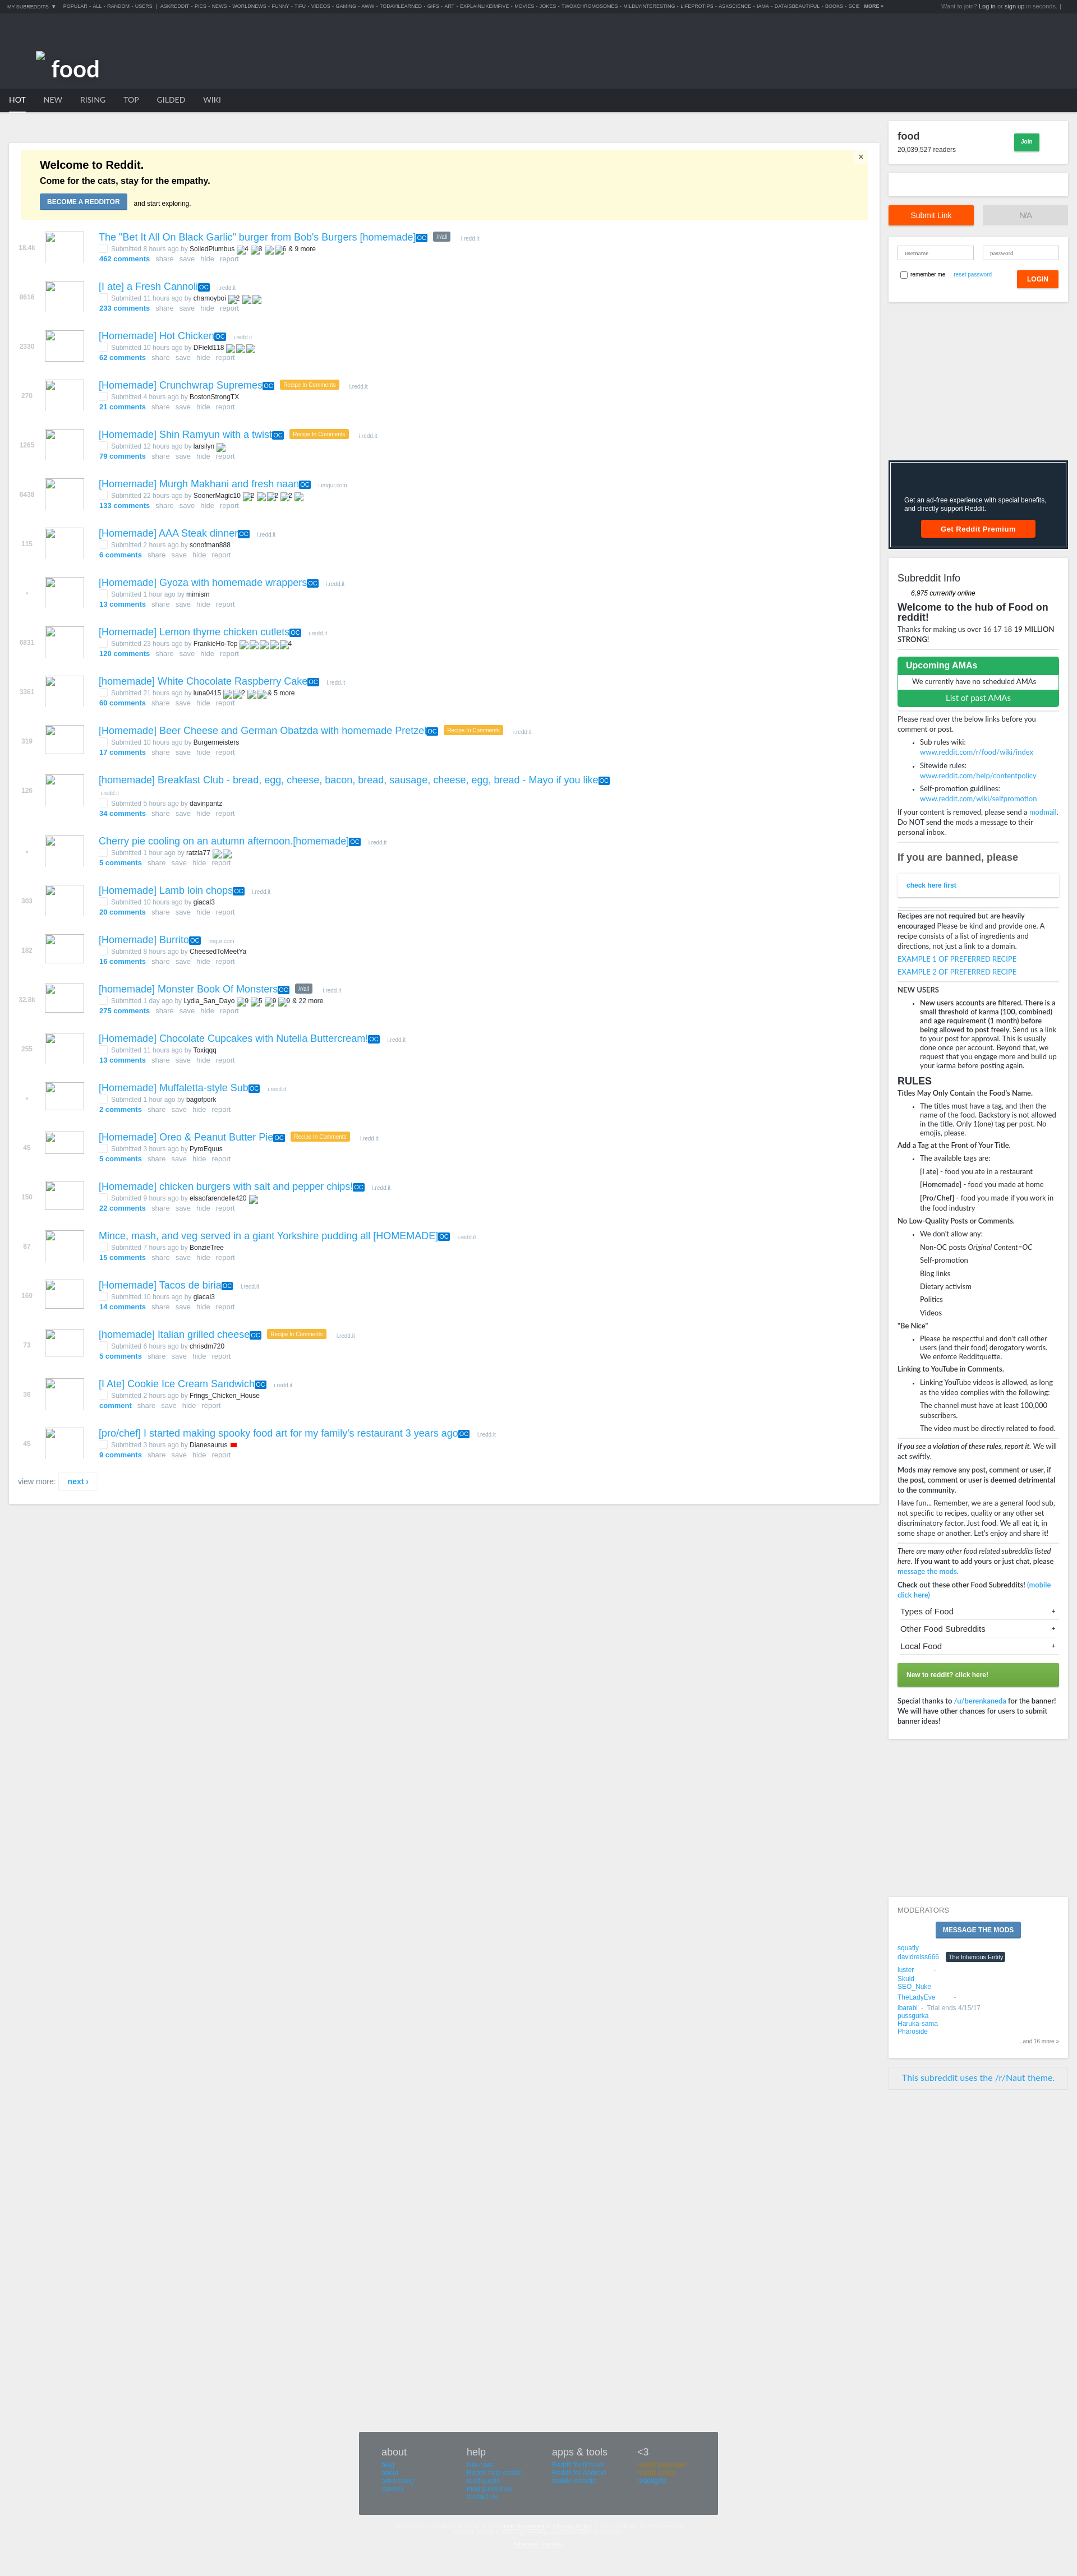 MY SUBREDDITS ▼ POPULAR - ALL - RANDOM - USERS | ASKREDDIT - PICS - NEWS - WORLDNEWS - FUNNY - TIFU - VIDEOS - GAMING - AWW - TODAYILEARNED - GIFS - ART - EXPLAINLIKEIMFIVE - MOVIES - JOKES - TWOXCHROMOSOMES - MILDLYINTERESTING - LIFEPROTIPS - ASKSCIENCE - IAMA - DATAISBEAUTIFUL - BOOKS - SCIE MORE »
Want to join? Log in or sign up in seconds. |
food
HOT NEW RISING TOP GILDED WIKI
Welcome to Reddit.
Come for the cats, stay for the empathy.
BECOME A REDDITOR and start exploring.
×
18.4k
The "Bet It All On Black Garlic" burger from Bob's Burgers [homemade] OC /r/all i.redd.it
Submitted 8 hours ago by SoiledPlumbus 4 8 6 & 9 more
462 comments share save hide report
8616
[I ate] a Fresh Cannoli OC i.redd.it
Submitted 11 hours ago by chamoyboi 2
233 comments share save hide report
2330
[Homemade] Hot Chicken OC i.redd.it
Submitted 10 hours ago by DField118
62 comments share save hide report
270
[Homemade] Crunchwrap Supremes OC Recipe In Comments i.redd.it
Submitted 4 hours ago by BostonStrongTX
21 comments share save hide report
1265
[Homemade] Shin Ramyun with a twist OC Recipe In Comments i.redd.it
Submitted 12 hours ago by larsilyn
79 comments share save hide report
6438
[Homemade] Murgh Makhani and fresh naan OC i.imgur.com
Submitted 22 hours ago by SoonerMagic10 2 2 2
133 comments share save hide report
115
[Homemade] AAA Steak dinner OC i.redd.it
Submitted 2 hours ago by sonofman888
6 comments share save hide report
•
[Homemade] Gyoza with homemade wrappers OC i.redd.it
Submitted 1 hour ago by mimism
13 comments share save hide report
6831
[Homemade] Lemon thyme chicken cutlets OC i.redd.it
Submitted 23 hours ago by FrankieHo-Tep 4
120 comments share save hide report
3361
[homemade] White Chocolate Raspberry Cake OC i.redd.it
Submitted 21 hours ago by luna0415 2 & 5 more
60 comments share save hide report
319
[Homemade] Beer Cheese and German Obatzda with homemade Pretzel OC Recipe In Comments i.redd.it
Submitted 10 hours ago by Burgermeisters
17 comments share save hide report
126
[homemade] Breakfast Club - bread, egg, cheese, bacon, bread, sausage, cheese, egg, bread - Mayo if you like OC
i.redd.it
Submitted 5 hours ago by davinpantz
34 comments share save hide report
•
Cherry pie cooling on an autumn afternoon.[homemade] OC i.redd.it
Submitted 1 hour ago by ratzla77
5 comments share save hide report
303
[Homemade] Lamb loin chops OC i.redd.it
Submitted 10 hours ago by giacal3
20 comments share save hide report
182
[Homemade] Burrito OC imgur.com
Submitted 8 hours ago by CheesedToMeetYa
16 comments share save hide report
32.8k
[homemade] Monster Book Of Monsters OC /r/all i.redd.it
Submitted 1 day ago by Lydia_San_Dayo 9 5 9 9 & 22 more
275 comments share save hide report
255
[Homemade] Chocolate Cupcakes with Nutella Buttercream! OC i.redd.it
Submitted 11 hours ago by Toxiqqq
13 comments share save hide report
•
[Homemade] Muffaletta-style Sub OC i.redd.it
Submitted 1 hour ago by bagofpork
2 comments share save hide report
45
[Homemade] Oreo & Peanut Butter Pie OC Recipe In Comments i.redd.it
Submitted 3 hours ago by PyroEquus
5 comments share save hide report
150
[Homemade] chicken burgers with salt and pepper chips! OC i.redd.it
Submitted 9 hours ago by elsaofarendelle420
22 comments share save hide report
87
Mince, mash, and veg served in a giant Yorkshire pudding all [HOMEMADE] OC i.redd.it
Submitted 7 hours ago by BonzieTree
15 comments share save hide report
169
[Homemade] Tacos de biria OC i.redd.it
Submitted 10 hours ago by giacal3
14 comments share save hide report
73
[homemade] Italian grilled cheese OC Recipe In Comments i.redd.it
Submitted 6 hours ago by chrisdm720
5 comments share save hide report
36
[I Ate] Cookie Ice Cream Sandwich OC i.redd.it
Submitted 2 hours ago by Frings_Chicken_House
comment share save hide report
45
[pro/chef] I started making spooky food art for my family's restaurant 3 years ago OC i.redd.it
Submitted 3 hours ago by Dianesaurus
9 comments share save hide report
view more: next ›
food
20,039,527 readers
Join
Submit Link N/A
username password
remember me reset password LOGIN
Get an ad-free experience with special benefits, and directly support Reddit.
Get Reddit Premium
Subreddit Info
6,975 currently online
Welcome to the hub of Food on reddit!
Thanks for making us over 16 17 18 19 MILLION STRONG!
Upcoming AMAs
We currently have no scheduled AMAs
List of past AMAs
Please read over the below links before you comment or post.
• Sub rules wiki:
www.reddit.com/r/food/wiki/index
• Sitewide rules:
www.reddit.com/help/contentpolicy
• Self-promotion guidlines:
www.reddit.com/wiki/selfpromotion
If your content is removed, please send a modmail. Do NOT send the mods a message to their personal inbox.
If you are banned, please
check here first
Recipes are not required but are heavily encouraged Please be kind and provide one. A recipe consists of a list of ingredients and directions, not just a link to a domain.
EXAMPLE 1 OF PREFERRED RECIPE
EXAMPLE 2 OF PREFERRED RECIPE
NEW USERS
• New users accounts are filtered. There is a small threshold of karma (100, combined) and age requirement (1 month) before being allowed to post freely. Send us a link to your post for approval. This is usually done once per account. Beyond that, we request that you engage more and build up your karma before posting again.
RULES
Titles May Only Contain the Food's Name.
• The titles must have a tag, and then the name of the food. Backstory is not allowed in the title. Only 1(one) tag per post. No emojis, please.
Add a Tag at the Front of Your Title.
• The available tags are:
[I ate] - food you ate in a restaurant
[Homemade] - food you made at home
[Pro/Chef] - food you made if you work in the food industry
No Low-Quality Posts or Comments.
• We don't allow any:
Non-OC posts Original Content=OC
Self-promotion
Blog links
Dietary activism
Politics
Videos
"Be Nice"
• Please be respectful and don't call other users (and their food) derogatory words. We enforce Redditquette.
Linking to YouTube in Comments.
• Linking YouTube videos is allowed, as long as the video complies with the following:
The channel must have at least 100,000 subscribers.
The video must be directly related to food.
If you see a violation of these rules, report it. We will act swiftly.
Mods may remove any post, comment or user, if the post, comment or user is deemed detrimental to the community.
Have fun... Remember, we are a general food sub, not specific to recipes, quality or any other set discriminatory factor. Just food. We all eat it, in some shape or another. Let's enjoy and share it!
There are many other food related subreddits listed here. If you want to add yours or just chat, please message the mods.
Check out these other Food Subreddits! (mobile click here)
Types of Food +
Other Food Subreddits +
Local Food +
New to reddit? click here!
Special thanks to /u/berenkaneda for the banner! We will have other chances for users to submit banner ideas!
MODERATORS
MESSAGE THE MODS
squatly
davidreiss666 The Infamous Entity
luster -
Skuld
SEO_Nuke
TheLadyEve -
ibarabi - Trial ends 4/15/17
pussgurka
Haruka-sama
Pharoside
...and 16 more »
This subreddit uses the /r/Naut theme.
about help apps & tools <3